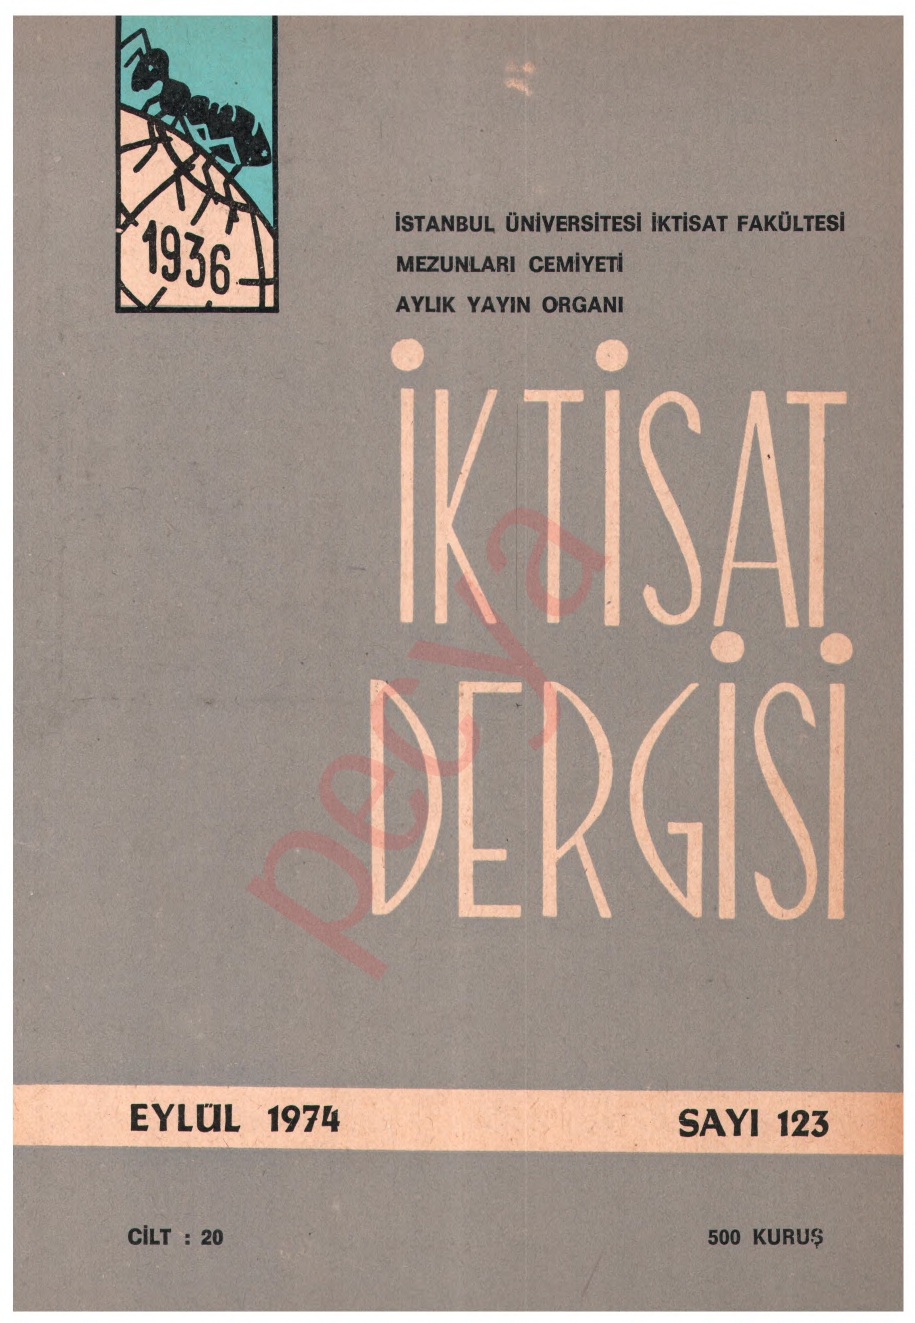 1936
İSTANBUL ÜNİVERSİTESİ İKTİSAT FAKÜLTESİ
MEZUNLARI CEMİYETİ
AYLIK YAYIN ORGANI
İKTİSAT
DERGİSİ
pecya
EYLÜL 1974
SAYI 123
CİLT : 20
500 KURUŞ